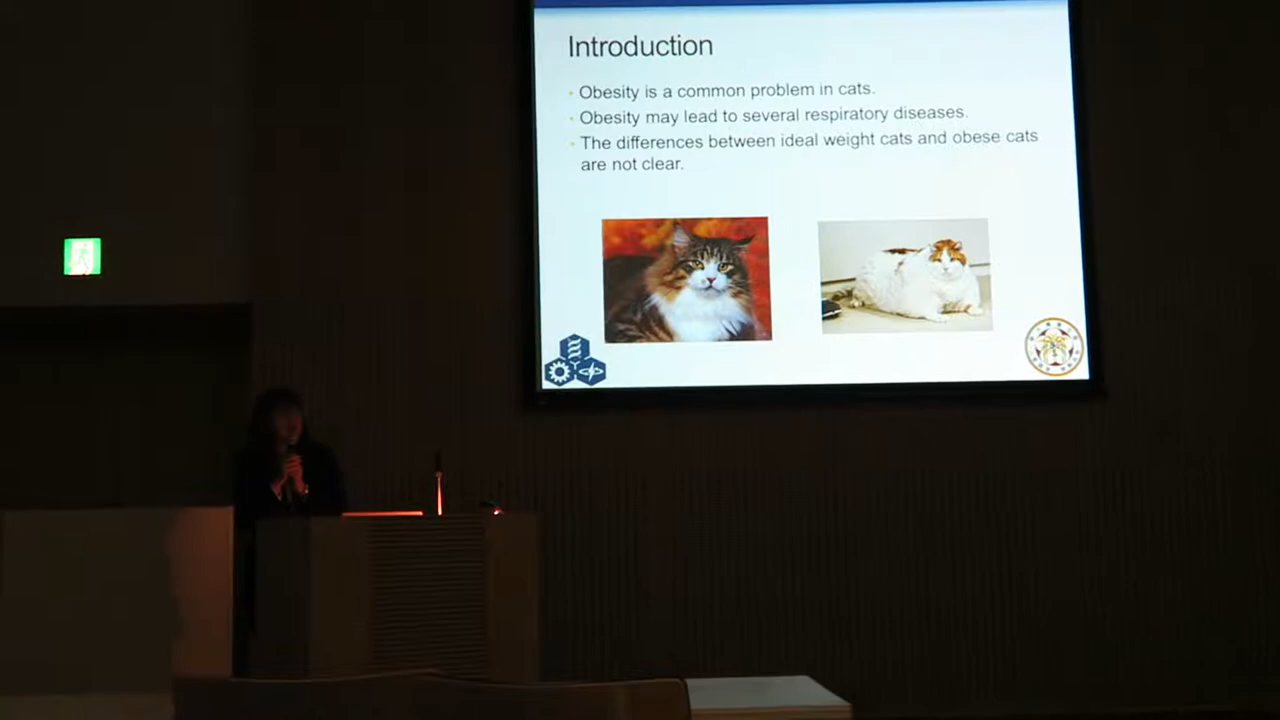 Introduction
Obesity is a common problem in cats.
Obesity may lead to several respiratory diseases.
The differences between ideal weight cats and obese cats
are not clear.